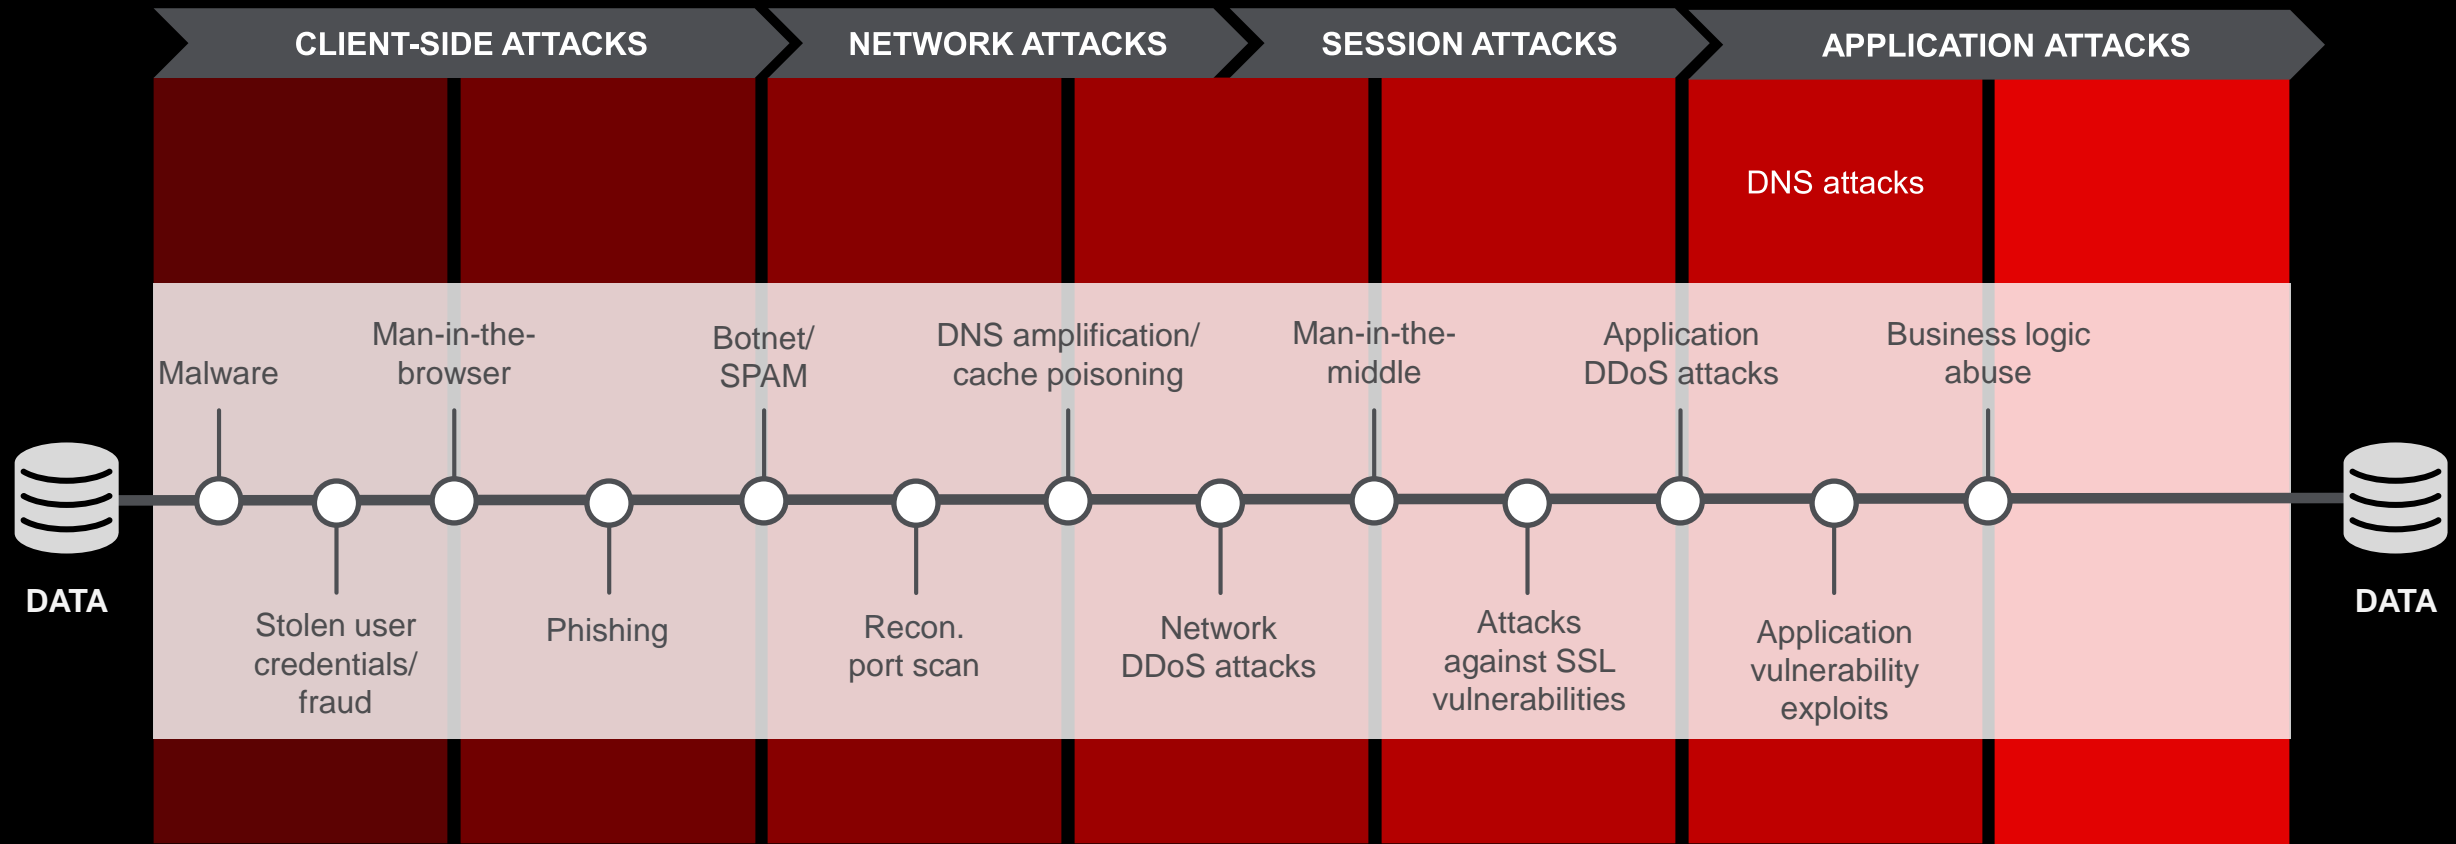 CLIENT-SIDE ATTACKS
NETWORK ATTACKS
SESSION ATTACKS
APPLICATION ATTACKS
DNS attacks
Malware
Man-in-the-
browser
Botnet/
SPAM
DNS amplification/
cache poisoning
Man-in-the-
middle
Application
DDoS attacks
Business logic
abuse
DATA
DATA
Stolen user
credentials/
fraud
Phishing
Recon.
port scan
Network
DDoS attacks
Attacks
against SSL
vulnerabilities
Application
vulnerability
exploits